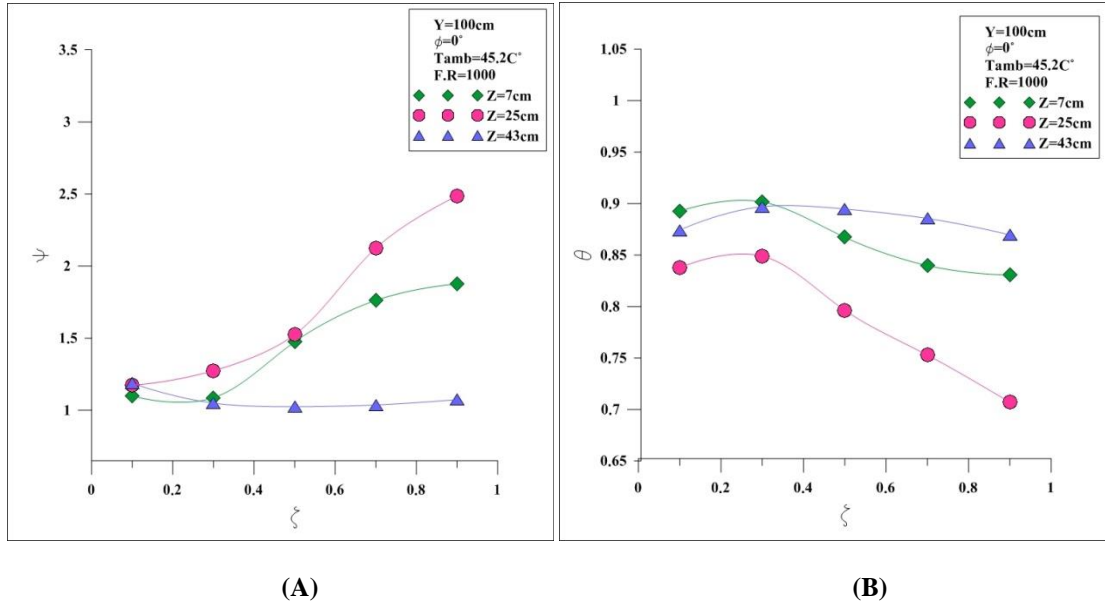 Y=100cm
ϕ=0°
Tamb=45.2C°
F.R=1000
Z=7cm
Z=25cm
Z=43cm
3.5
3
2.5
2
1.5
1
ψ
0 0.2 0.4 0.6 0.8 1
ζ
(A)
Y=100cm
ϕ=0°
Tamb=45.2C°
F.R=1000
Z=7cm
Z=25cm
Z=43cm
1.05
1
0.95
0.9
0.85
0.8
0.75
0.7
0.65
θ
0 0.2 0.4 0.6 0.8 1
ζ
(B)